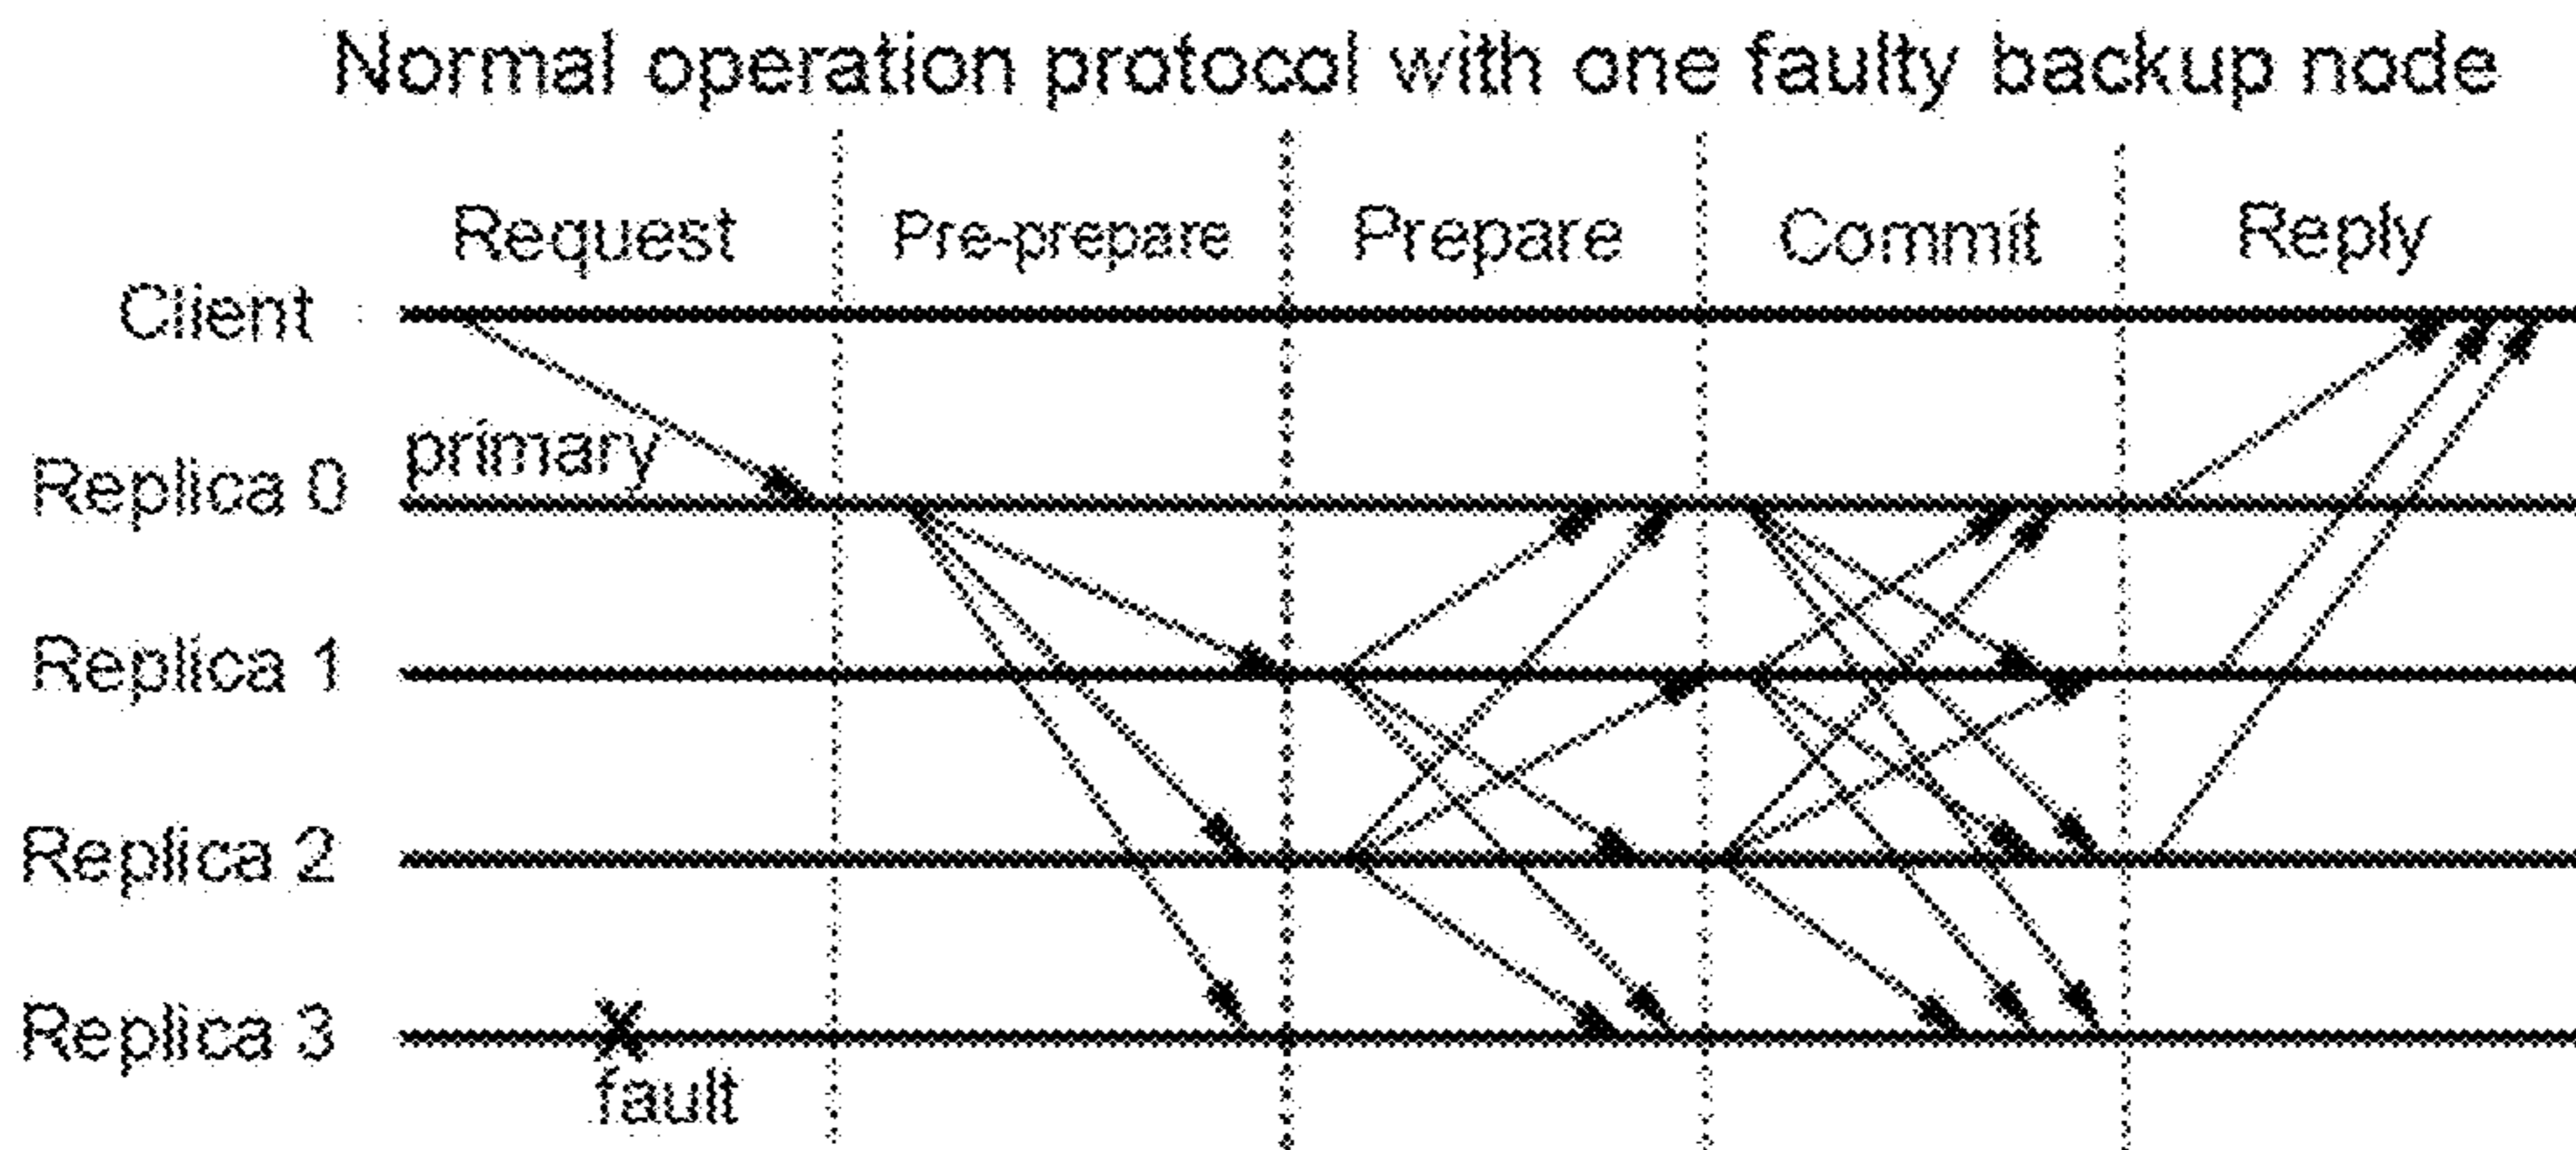 Normal operation protocol with one faulty backup node
Request Pre-prepare Prepare Commit Reply
Client
primary
Replica 0
Replica 1
Replica 2
Replica 3
fault